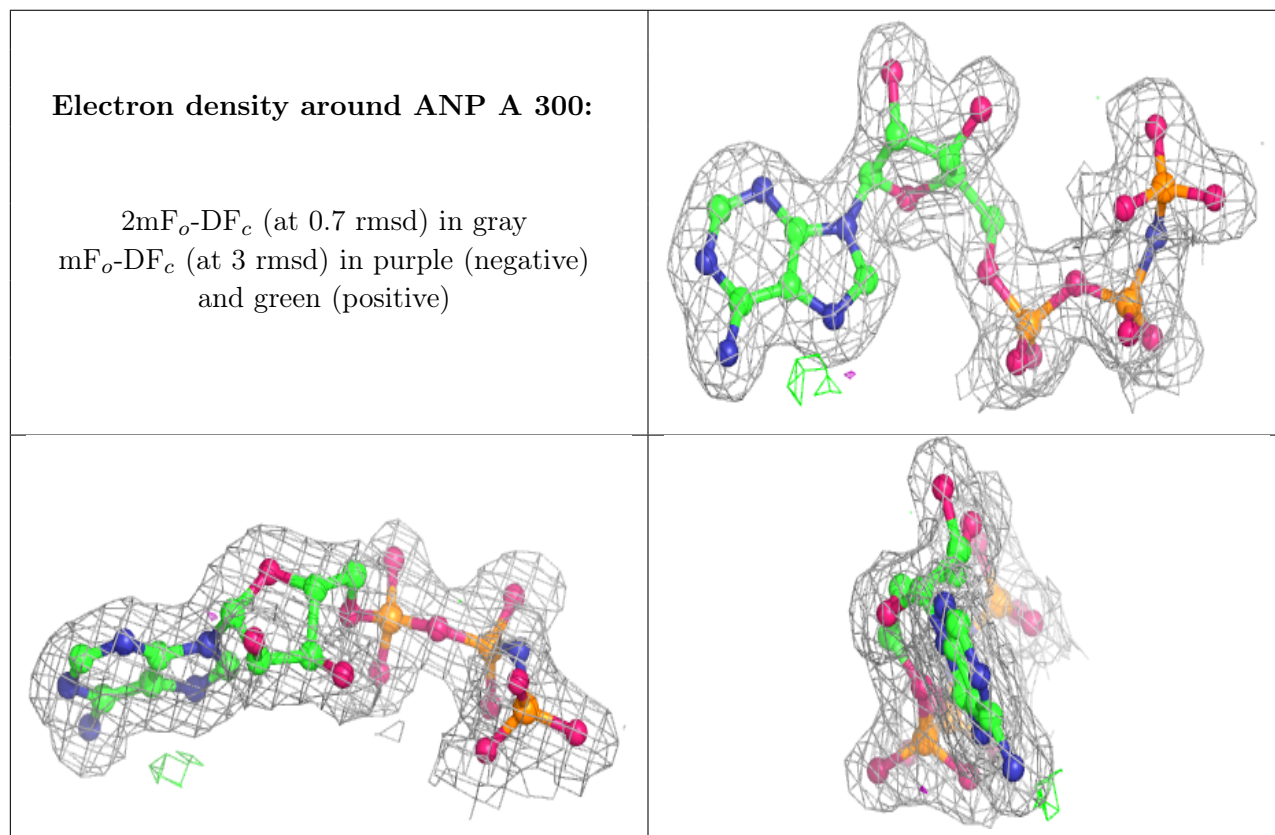 Electron density around ANP A 300:
2mFo-DFc (at 0.7 rmsd) in gray
mFo-DFc (at 3 rmsd) in purple (negative)
and green (positive)